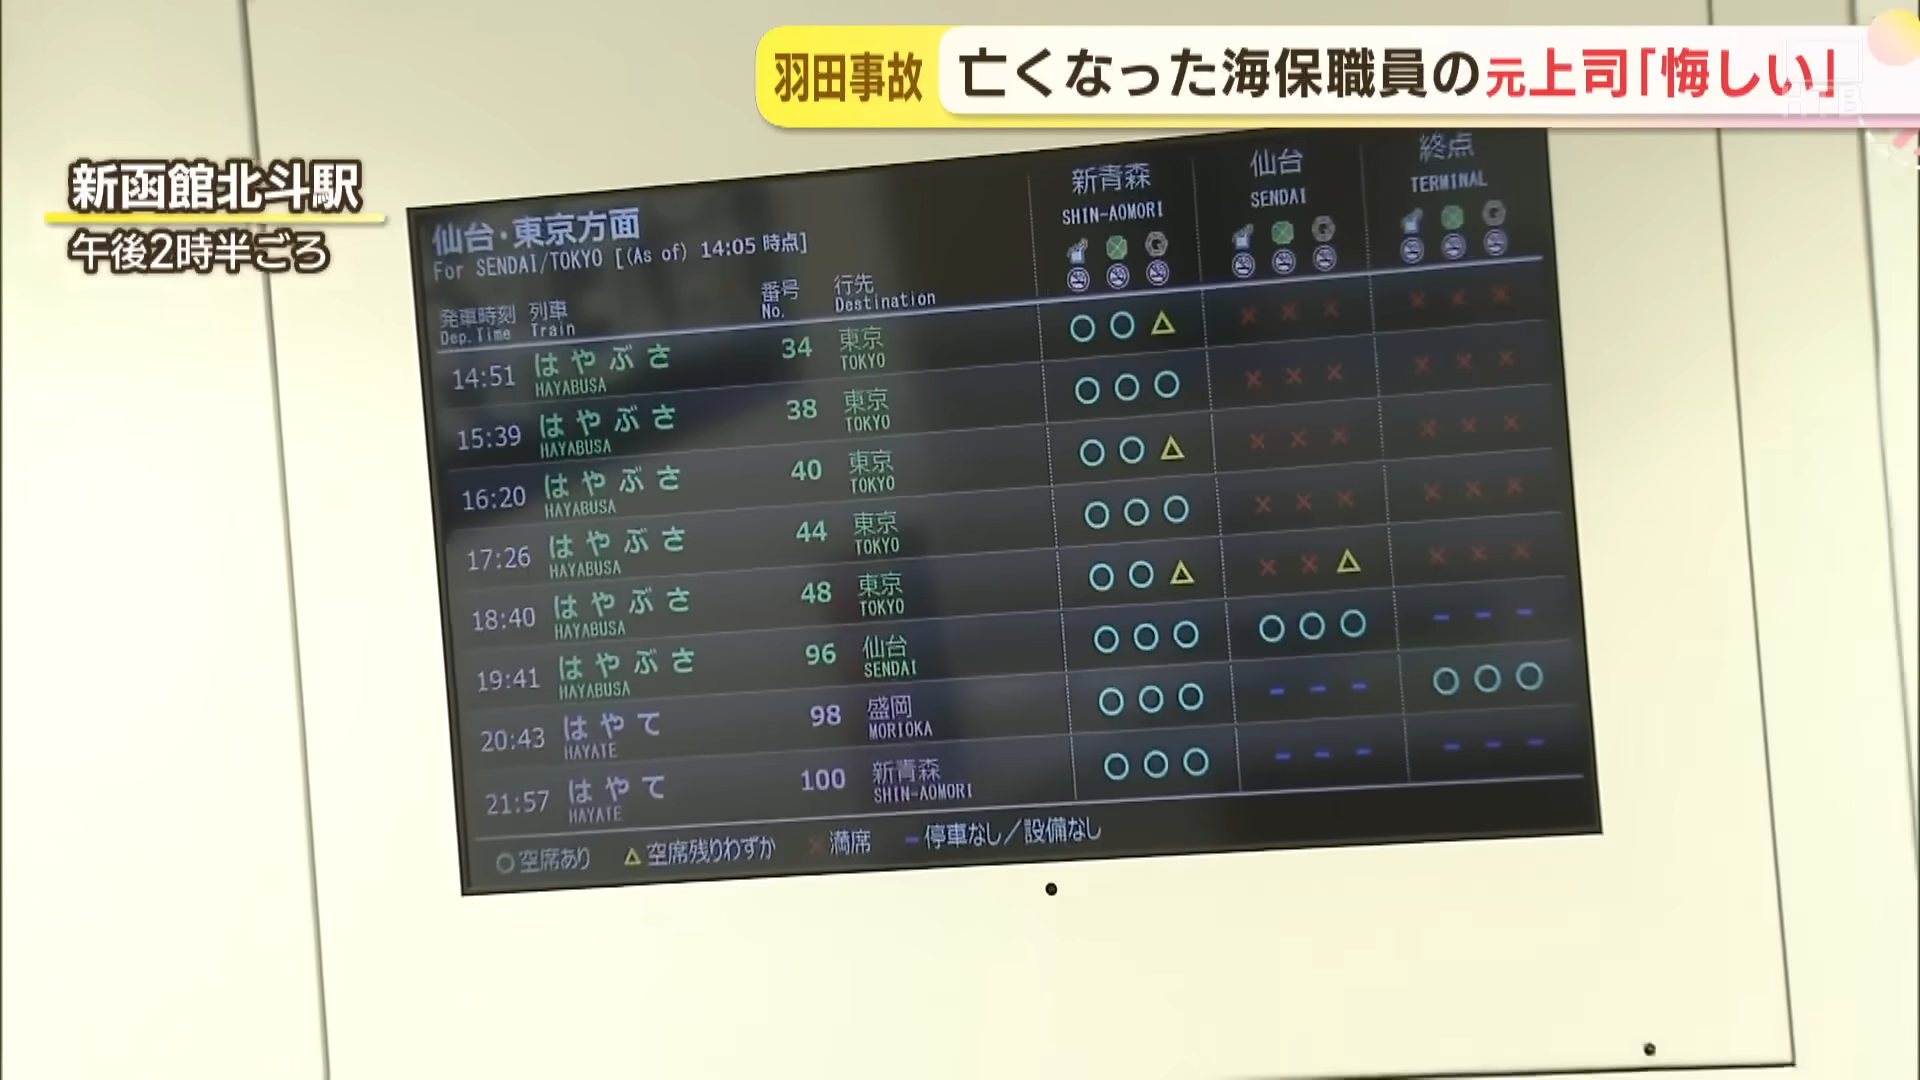 羽田事故 亡くなった海保職員の元上司「悔しい」
HTB
新函館北斗駅
午後2時半ごろ
仙台・東京方面
For SENDAI/TOKYO [(As of) 14:05 時点]
新青森 仙台 終点
SHIN-AOMORI SENDAI TERMINAL
発車時刻 列車 番号 行先
Dep.Time Train No. Destination
14:51 はやぶさ 34 東京 ○ ○ △ × × × × × ×
HAYABUSA TOKYO
15:39 はやぶさ 38 東京 ○ ○ ○ × × × × × ×
HAYABUSA TOKYO
16:20 はやぶさ 40 東京 ○ ○ △ × × × × × ×
HAYABUSA TOKYO
17:26 はやぶさ 44 東京 ○ ○ ○ × × × × × ×
HAYABUSA TOKYO
18:40 はやぶさ 48 東京 ○ ○ △ × × △ × × ×
HAYABUSA TOKYO
19:41 はやぶさ 96 仙台 ○ ○ ○ ○ ○ ○ - - -
HAYABUSA SENDAI
20:43 はやて 98 盛岡 ○ ○ ○ - - - ○ ○ ○
HAYATE MORIOKA
21:57 はやて 100 新青森 ○ ○ ○ - - - - - -
HAYATE SHIN-AOMORI
○空席あり △空席残りわずか ×満席 -停車なし／設備なし